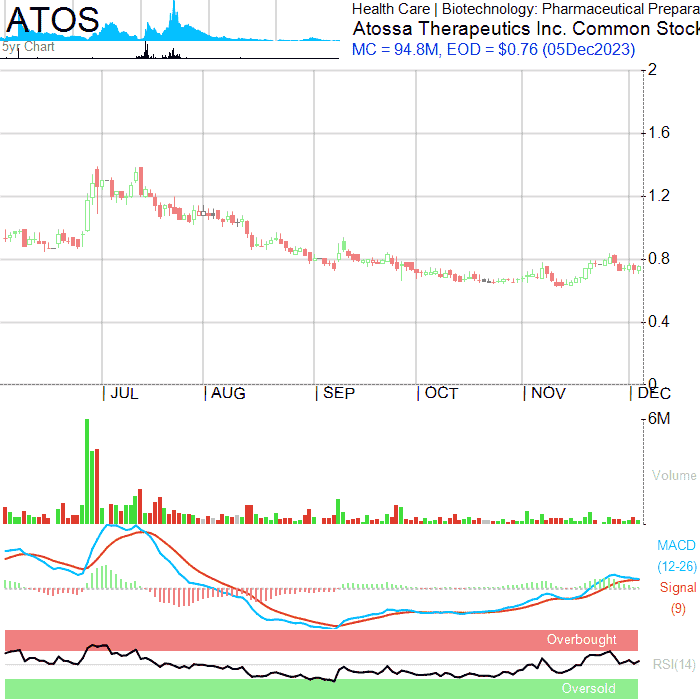 ATOS
5yr Chart
Health Care | Biotechnology: Pharmaceutical Prepara
Atossa Therapeutics Inc. Common Stock
MC = 94.8M, EOD = $0.76 (05Dec2023)
2
1.6
1.2
0.8
0.4
0
| JUL | AUG | SEP | OCT | NOV | DEC
6M
Volume
MACD
(12-26)
Signal
(9)
Overbought
RSI(14)
Oversold